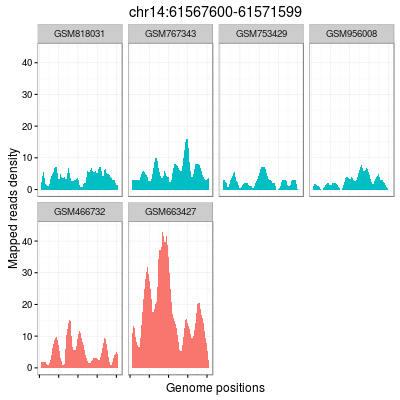 chr14:61567600-61571599
GSM818031 GSM767343 GSM753429 GSM956008
40
30
20
10
0
Mapped reads density
GSM466732 GSM663427
40
30
20
10
0
Genome positions